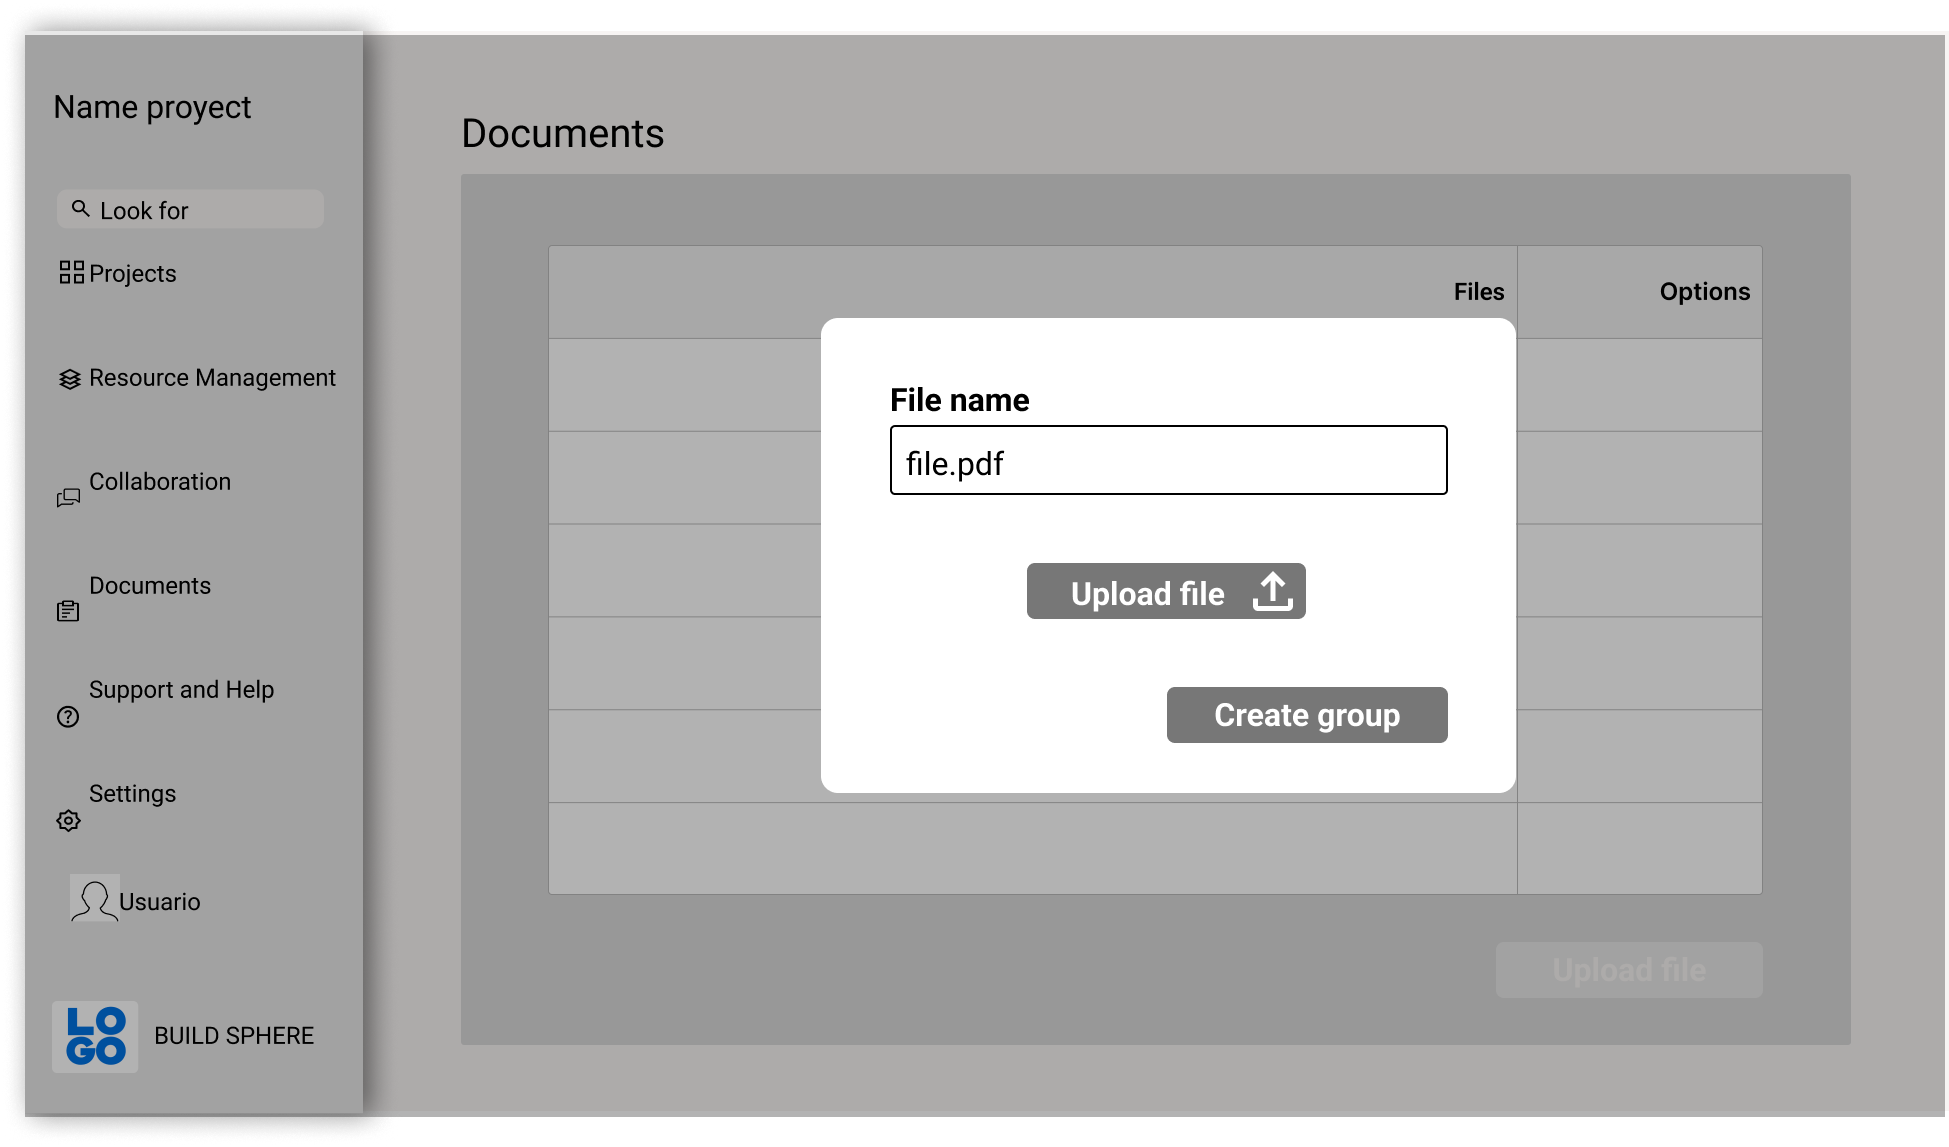 Name proyect
Look for
Projects
Resource Management
Collaboration
Documents
Support and Help
Settings
Usuario
LO
GO
BUILD SPHERE
Documents
Files
Options
File name
file.pdf
Upload file
Create group
Upload file